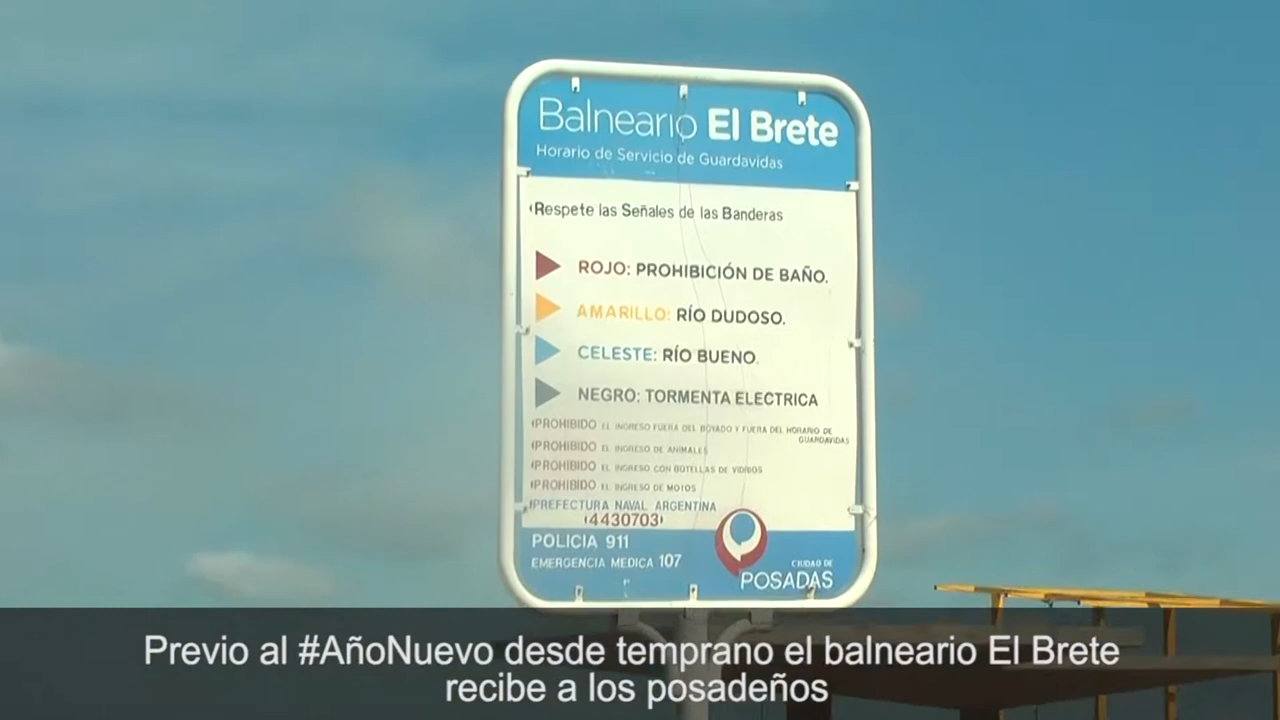 Balneario El Brete
Horario de Servicio de Guardavidas
Respete las Señales de las Banderas
ROJO: PROHIBICIÓN DE BAÑO.
AMARILLO: RÍO DUDOSO.
CELESTE: RÍO BUENO.
NEGRO: TORMENTA ELECTRICA
PROHIBIDO EL INGRESO FUERA DEL BOYADO Y FUERA DEL HORARIO DE
GUARDAVIDAS
PROHIBIDO EL INGRESO DE ANIMALES
PROHIBIDO EL INGRESO CON BOTELLAS DE VIDRIOS
PROHIBIDO EL INGRESO DE MOTOS
PREFECTURA NAVAL ARGENTINA
4430703
POLICIA 911
EMERGENCIA MEDICA 107
CIUDAD DE
POSADAS
Previo al #AñoNuevo desde temprano el balneario El Brete
recibe a los posadeños